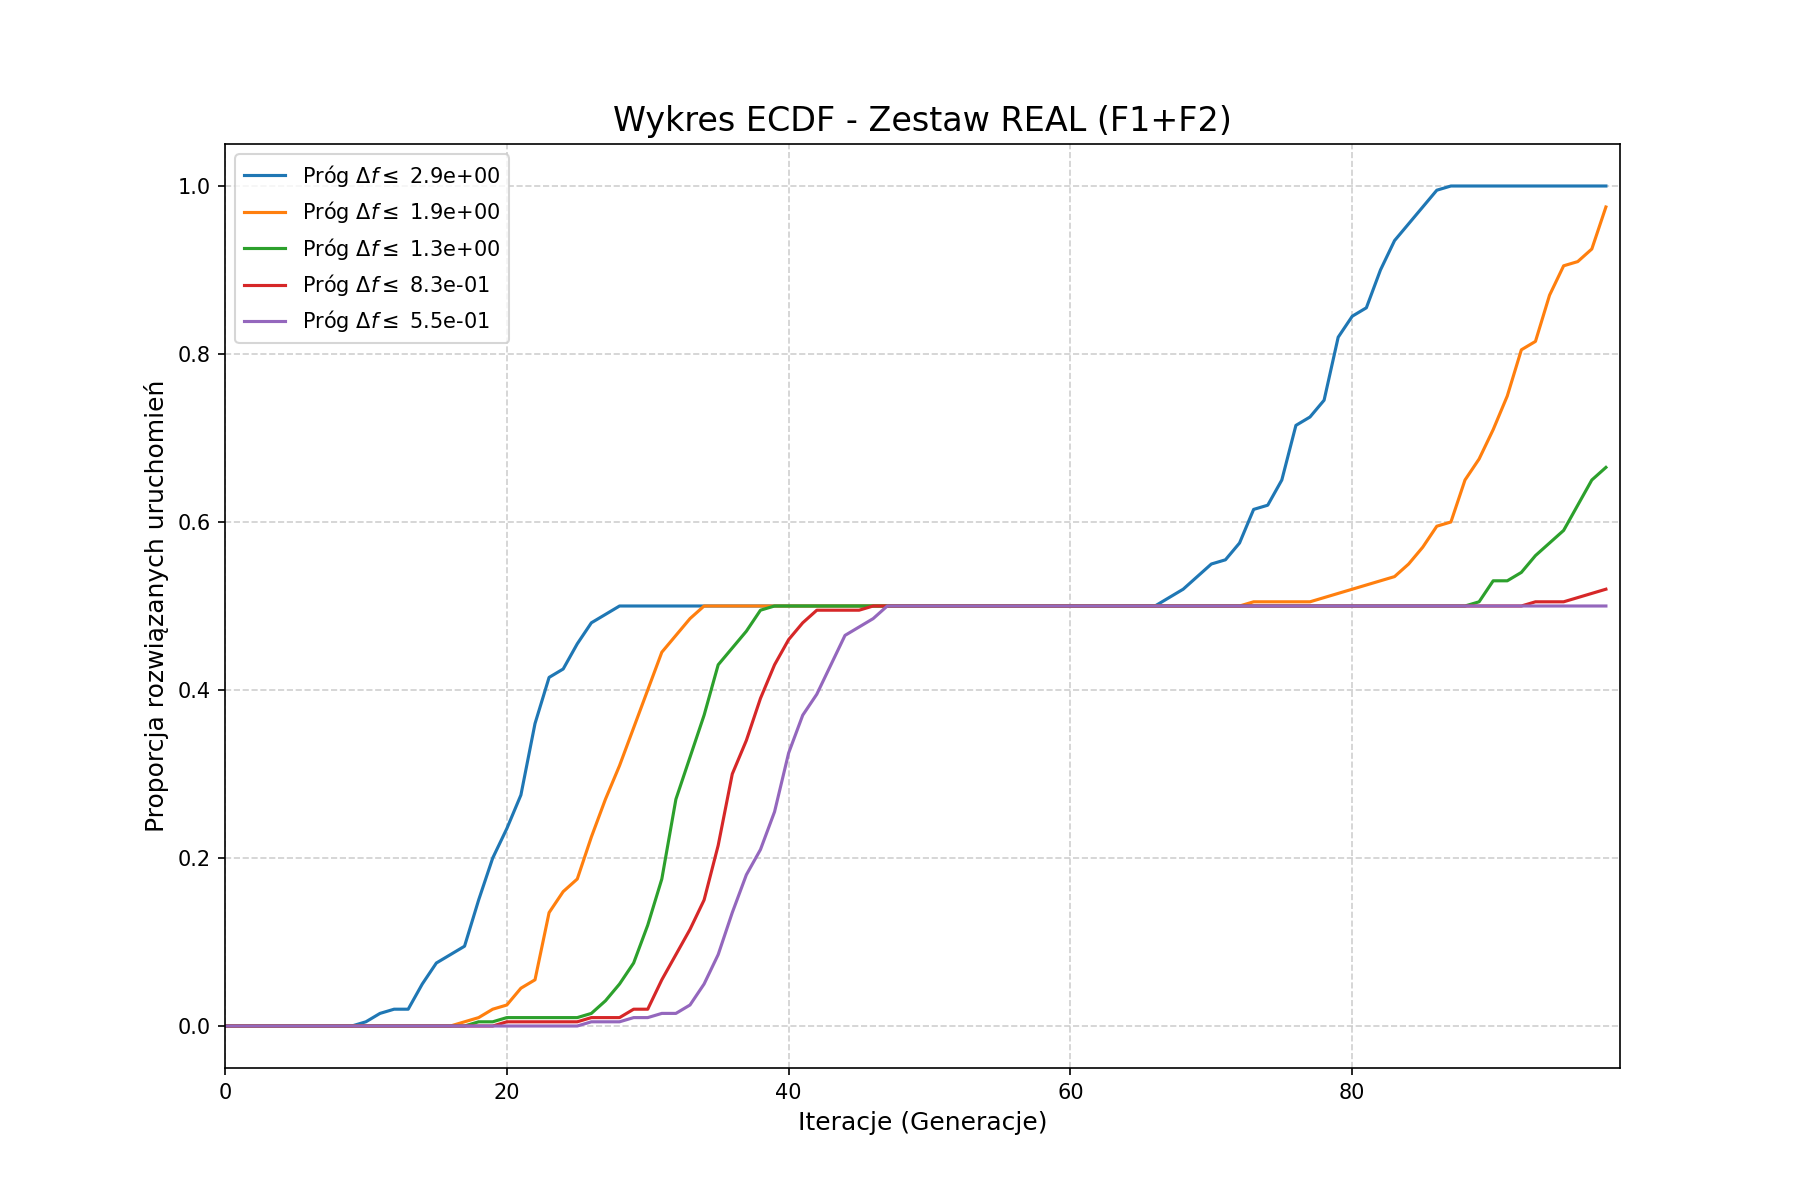 Wykres ECDF - Zestaw REAL (F1+F2)
Próg Δf ≤ 2.9e+00
Próg Δf ≤ 1.9e+00
Próg Δf ≤ 1.3e+00
Próg Δf ≤ 8.3e-01
Próg Δf ≤ 5.5e-01
Proporcja rozwiązanych uruchomień
1.0
0.8
0.6
0.4
0.2
0.0
0 20 40 60 80
Iteracje (Generacje)